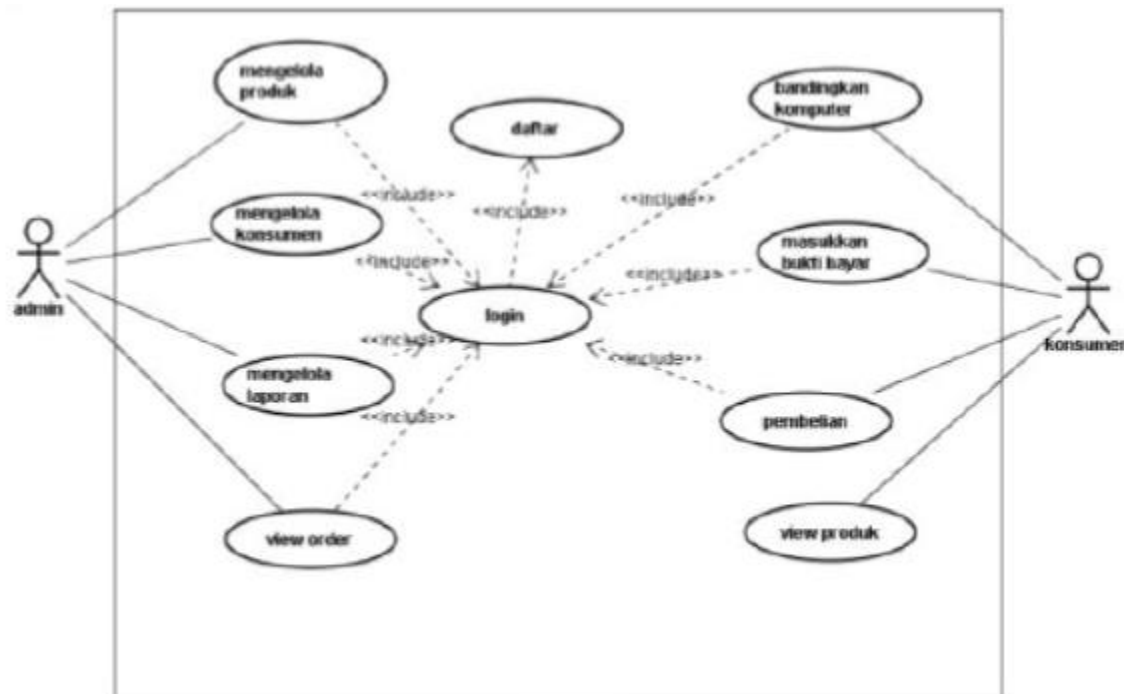 mengelola
produk
daftar
bandingkan
komputer
<<include>>
<<include>>
<<include>>
mengelola
konsumen
masukkan
bukti bayar
<<include>>
<<include>>
admin
login
konsumen
<<include>>
<<include>>
mengelola
laporan
<<include>>
pembelian
view order
view produk